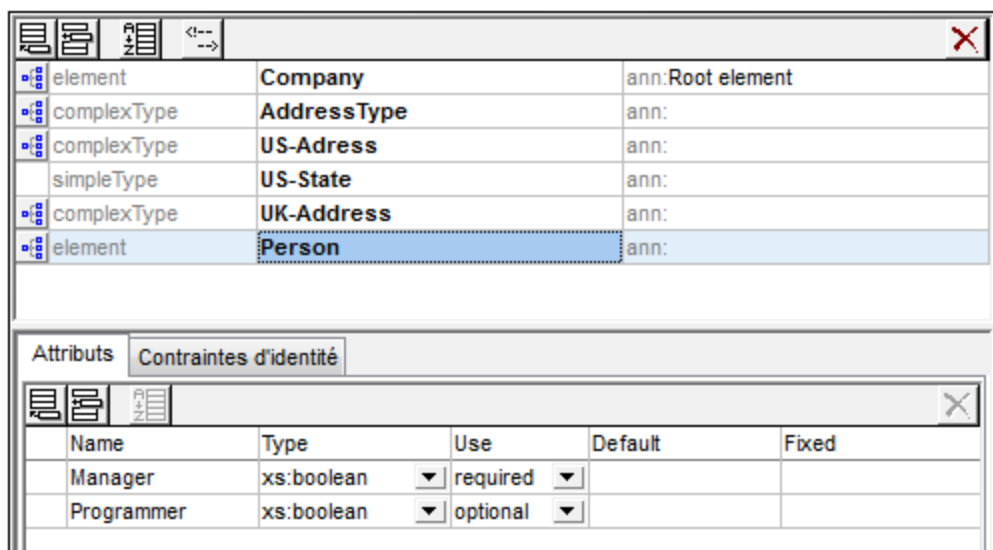 element Company ann:Root element
complexType AddressType ann:
complexType US-Adress ann:
simpleType US-State ann:
complexType UK-Address ann:
element Person ann:
Attributs Contraintes d'identité
Name Type Use Default Fixed
Manager xs:boolean required
Programmer xs:boolean optional